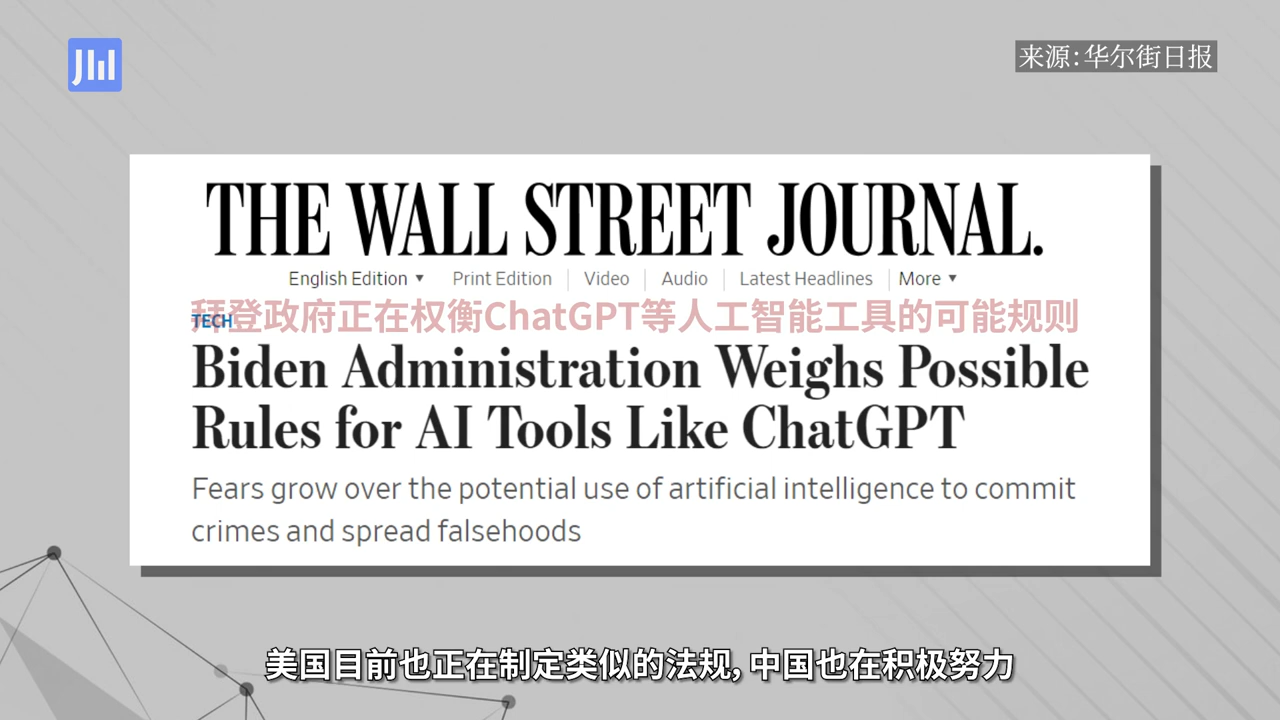 来源:华尔街日报
THE WALL STREET JOURNAL.
English Edition ▼ Print Edition Video Audio Latest Headlines More ▼
拜登政府正在权衡ChatGPT等人工智能工具的可能规则
TECH
Biden Administration Weighs Possible
Rules for AI Tools Like ChatGPT
Fears grow over the potential use of artificial intelligence to commit
crimes and spread falsehoods
美国目前也正在制定类似的法规, 中国也在积极努力